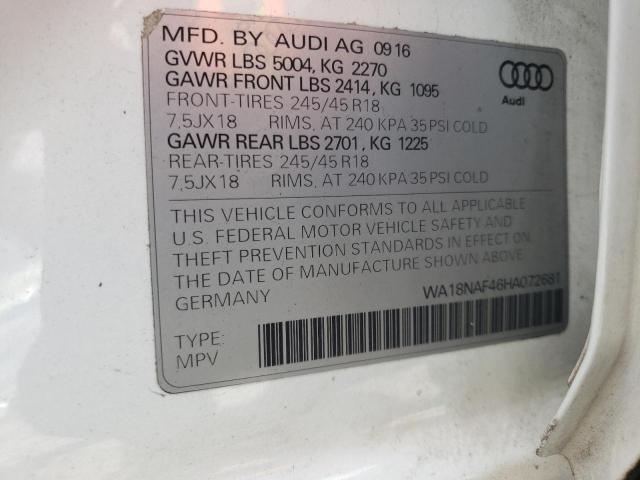 MFD. BY AUDI AG 09 16
GVWR LBS 5004, KG 2270
GAWR FRONT LBS 2414, KG 1095
FRONT-TIRES 245/45 R18
7,5JX18 RIMS, AT 240 KPA 35 PSI COLD
GAWR REAR LBS 2701, KG 1225
REAR-TIRES 245/45 R18
7,5JX18 RIMS, AT 240 KPA 35 PSI COLD
Audi
THIS VEHICLE CONFORMS TO ALL APPLICABLE
U.S. FEDERAL MOTOR VEHICLE SAFETY AND
THEFT PREVENTION STANDARDS IN EFFECT ON
THE DATE OF MANUFACTURE SHOWN ABOVE.
GERMANY
WA18NAF46HA072681
TYPE:
MPV